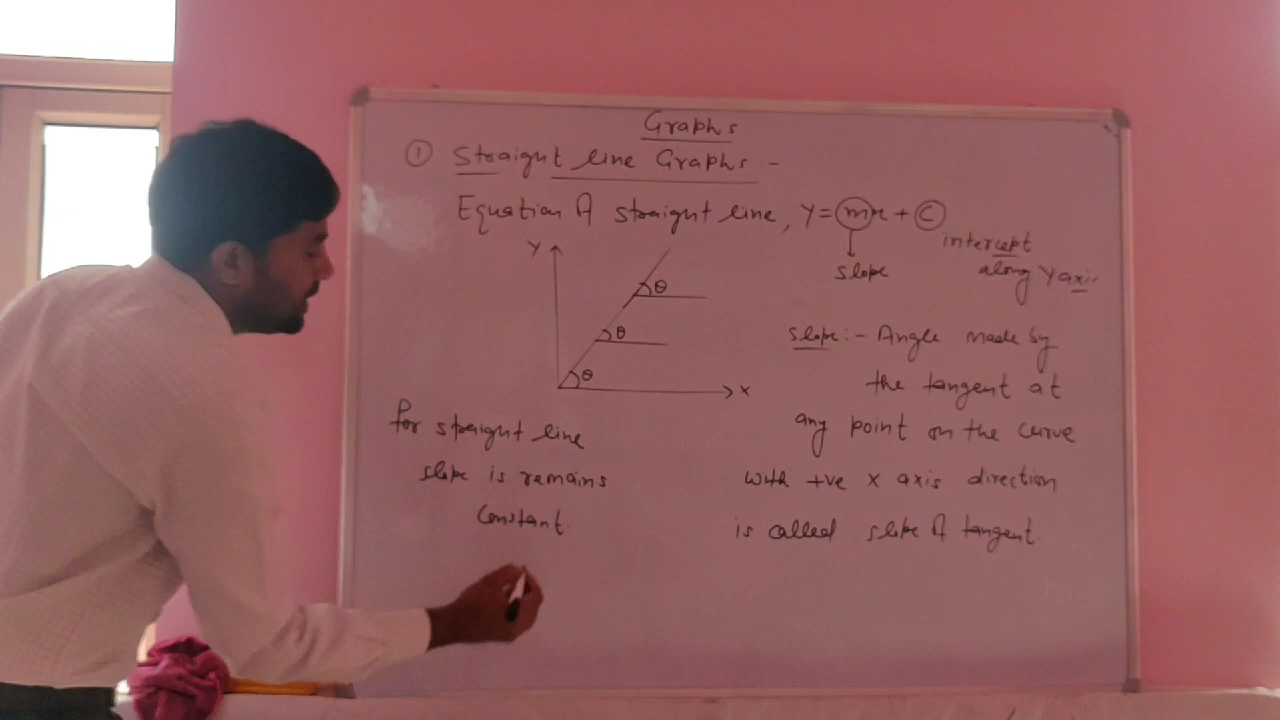 Graphs
① Straight line Graphs :-
Equation of straight line, Y = mx + C
slope
intercept
along Y axis.
Y
θ
θ
θ
X
for straight line
slope is remains
constant.
slope :- Angle made by
the tangent at
any point on the curve
with +ve x axis direction
is called slope of tangent.